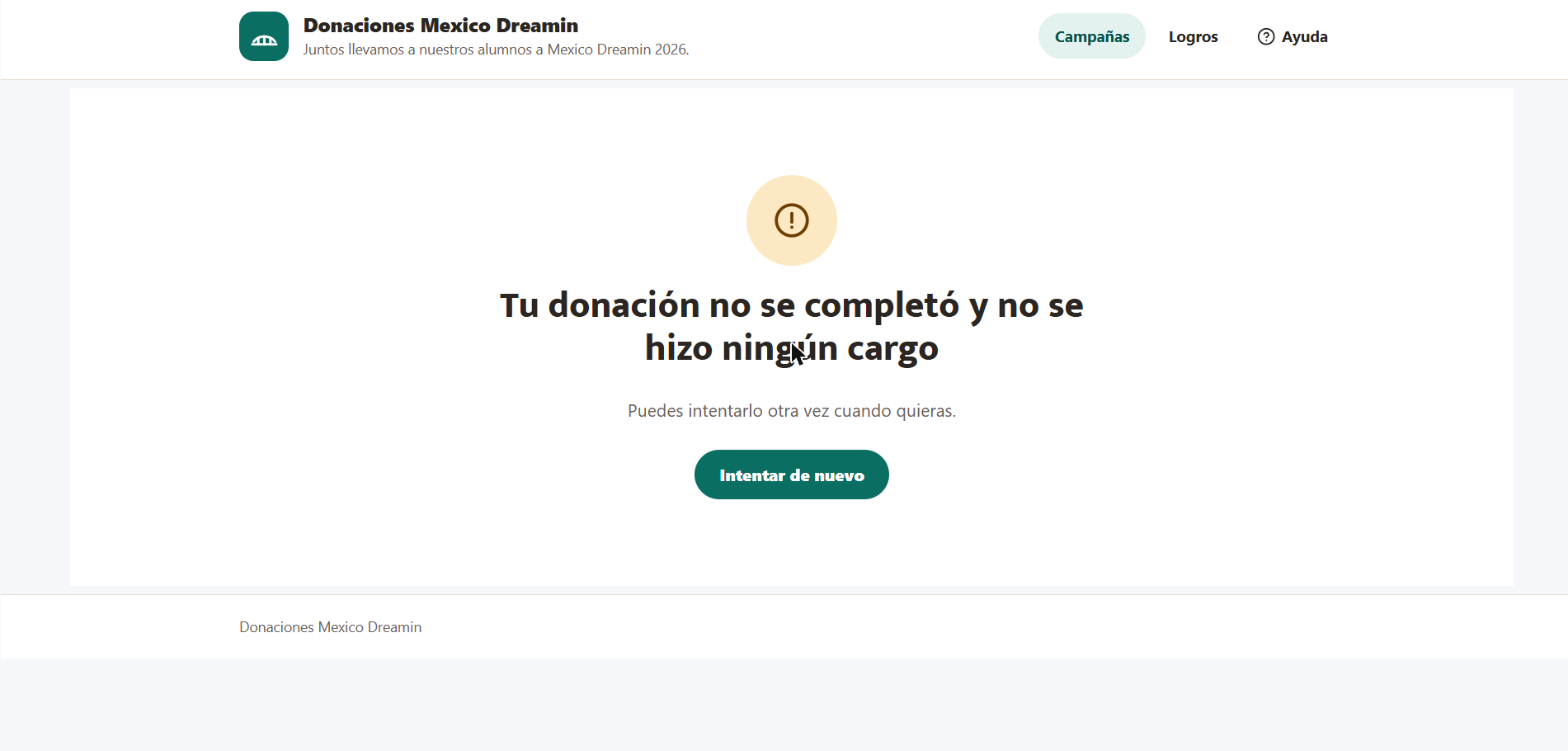 Donaciones Mexico Dreamin
Juntos llevamos a nuestros alumnos a Mexico Dreamin 2026.
Campañas
Logros
Ayuda
Tu donación no se completó y no se
hizo ningún cargo
Puedes intentarlo otra vez cuando quieras.
Intentar de nuevo
Donaciones Mexico Dreamin